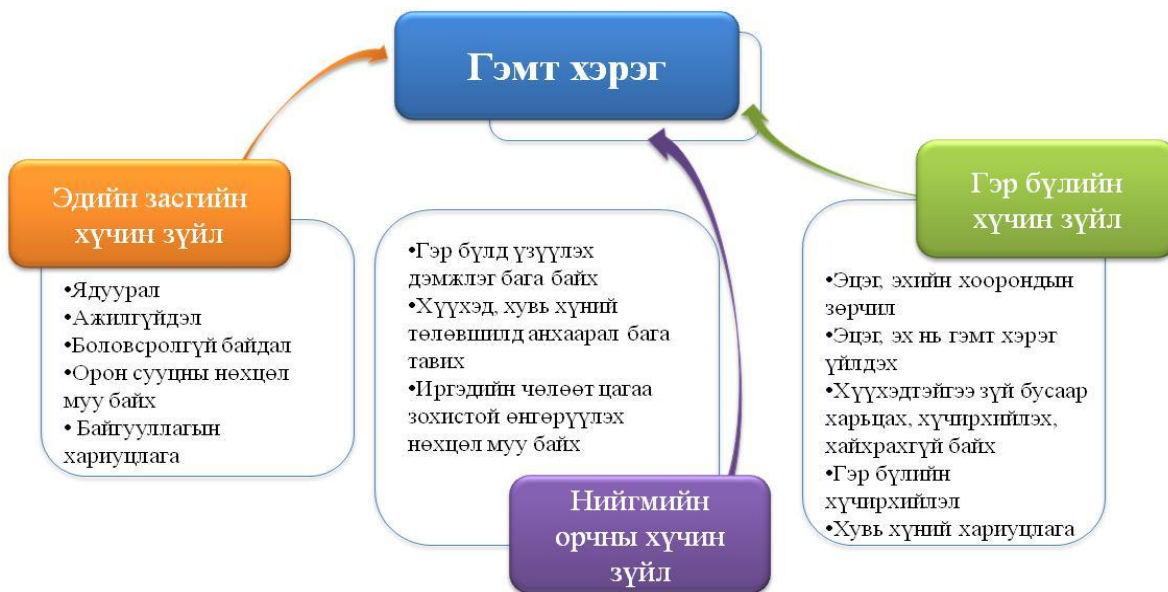 Гэмт хэрэг
Эдийн засгийн
хүчин зүйл
•Ядуурал
•Ажилгүйдэл
•Боловсролгүй байдал
•Орон сууцны нөхцөл
муу байх
• Байгууллагын
хариуцлага
•Гэр бүлд үзүүлэх
дэмжлэг бага байх
•Хүүхэд, хувь хүний
төлөвшилд анхаарал бага
тавих
•Иргэдийн чөлөөт цагаа
зохистой өнгөрүүлэх
нөхцөл муу байх
Нийгмийн
орчны хүчин
зүйл
Гэр бүлийн
хүчин зүйл
•Эцэг, эхийн хоорондын
зөрчил
•Эцэг, эх нь гэмт хэрэг
үйлдэх
•Хүүхэдтэйгээ зүй бусаар
харьцах, хүчирхийлэх,
хайхрахгүй байх
•Гэр бүлийн
хүчирхийлэл
•Хувь хүний хариуцлага